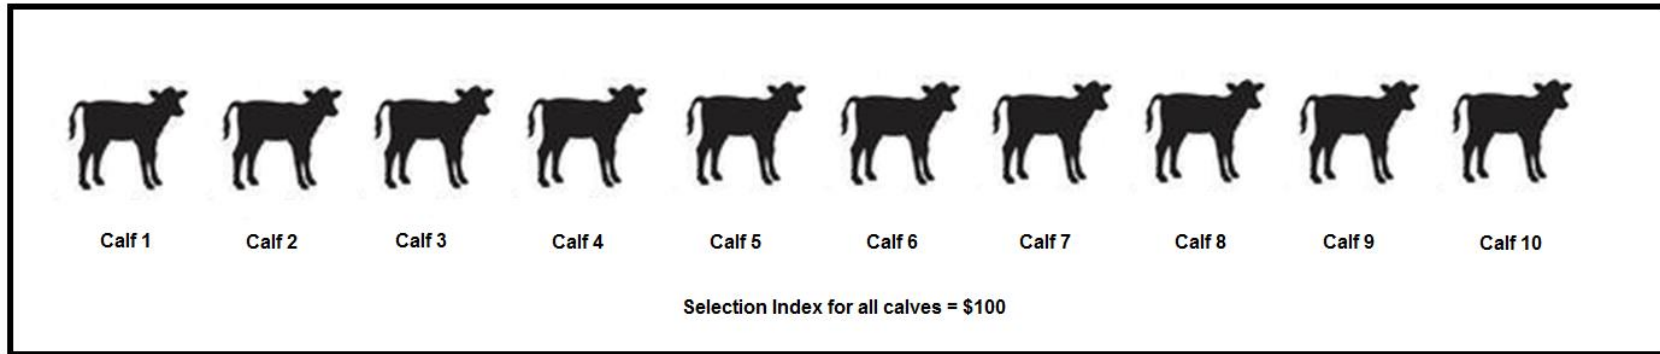 Calf 1 Calf 2 Calf 3 Calf 4 Calf 5 Calf 6 Calf 7 Calf 8 Calf 9 Calf 10
Selection Index for all calves = $100